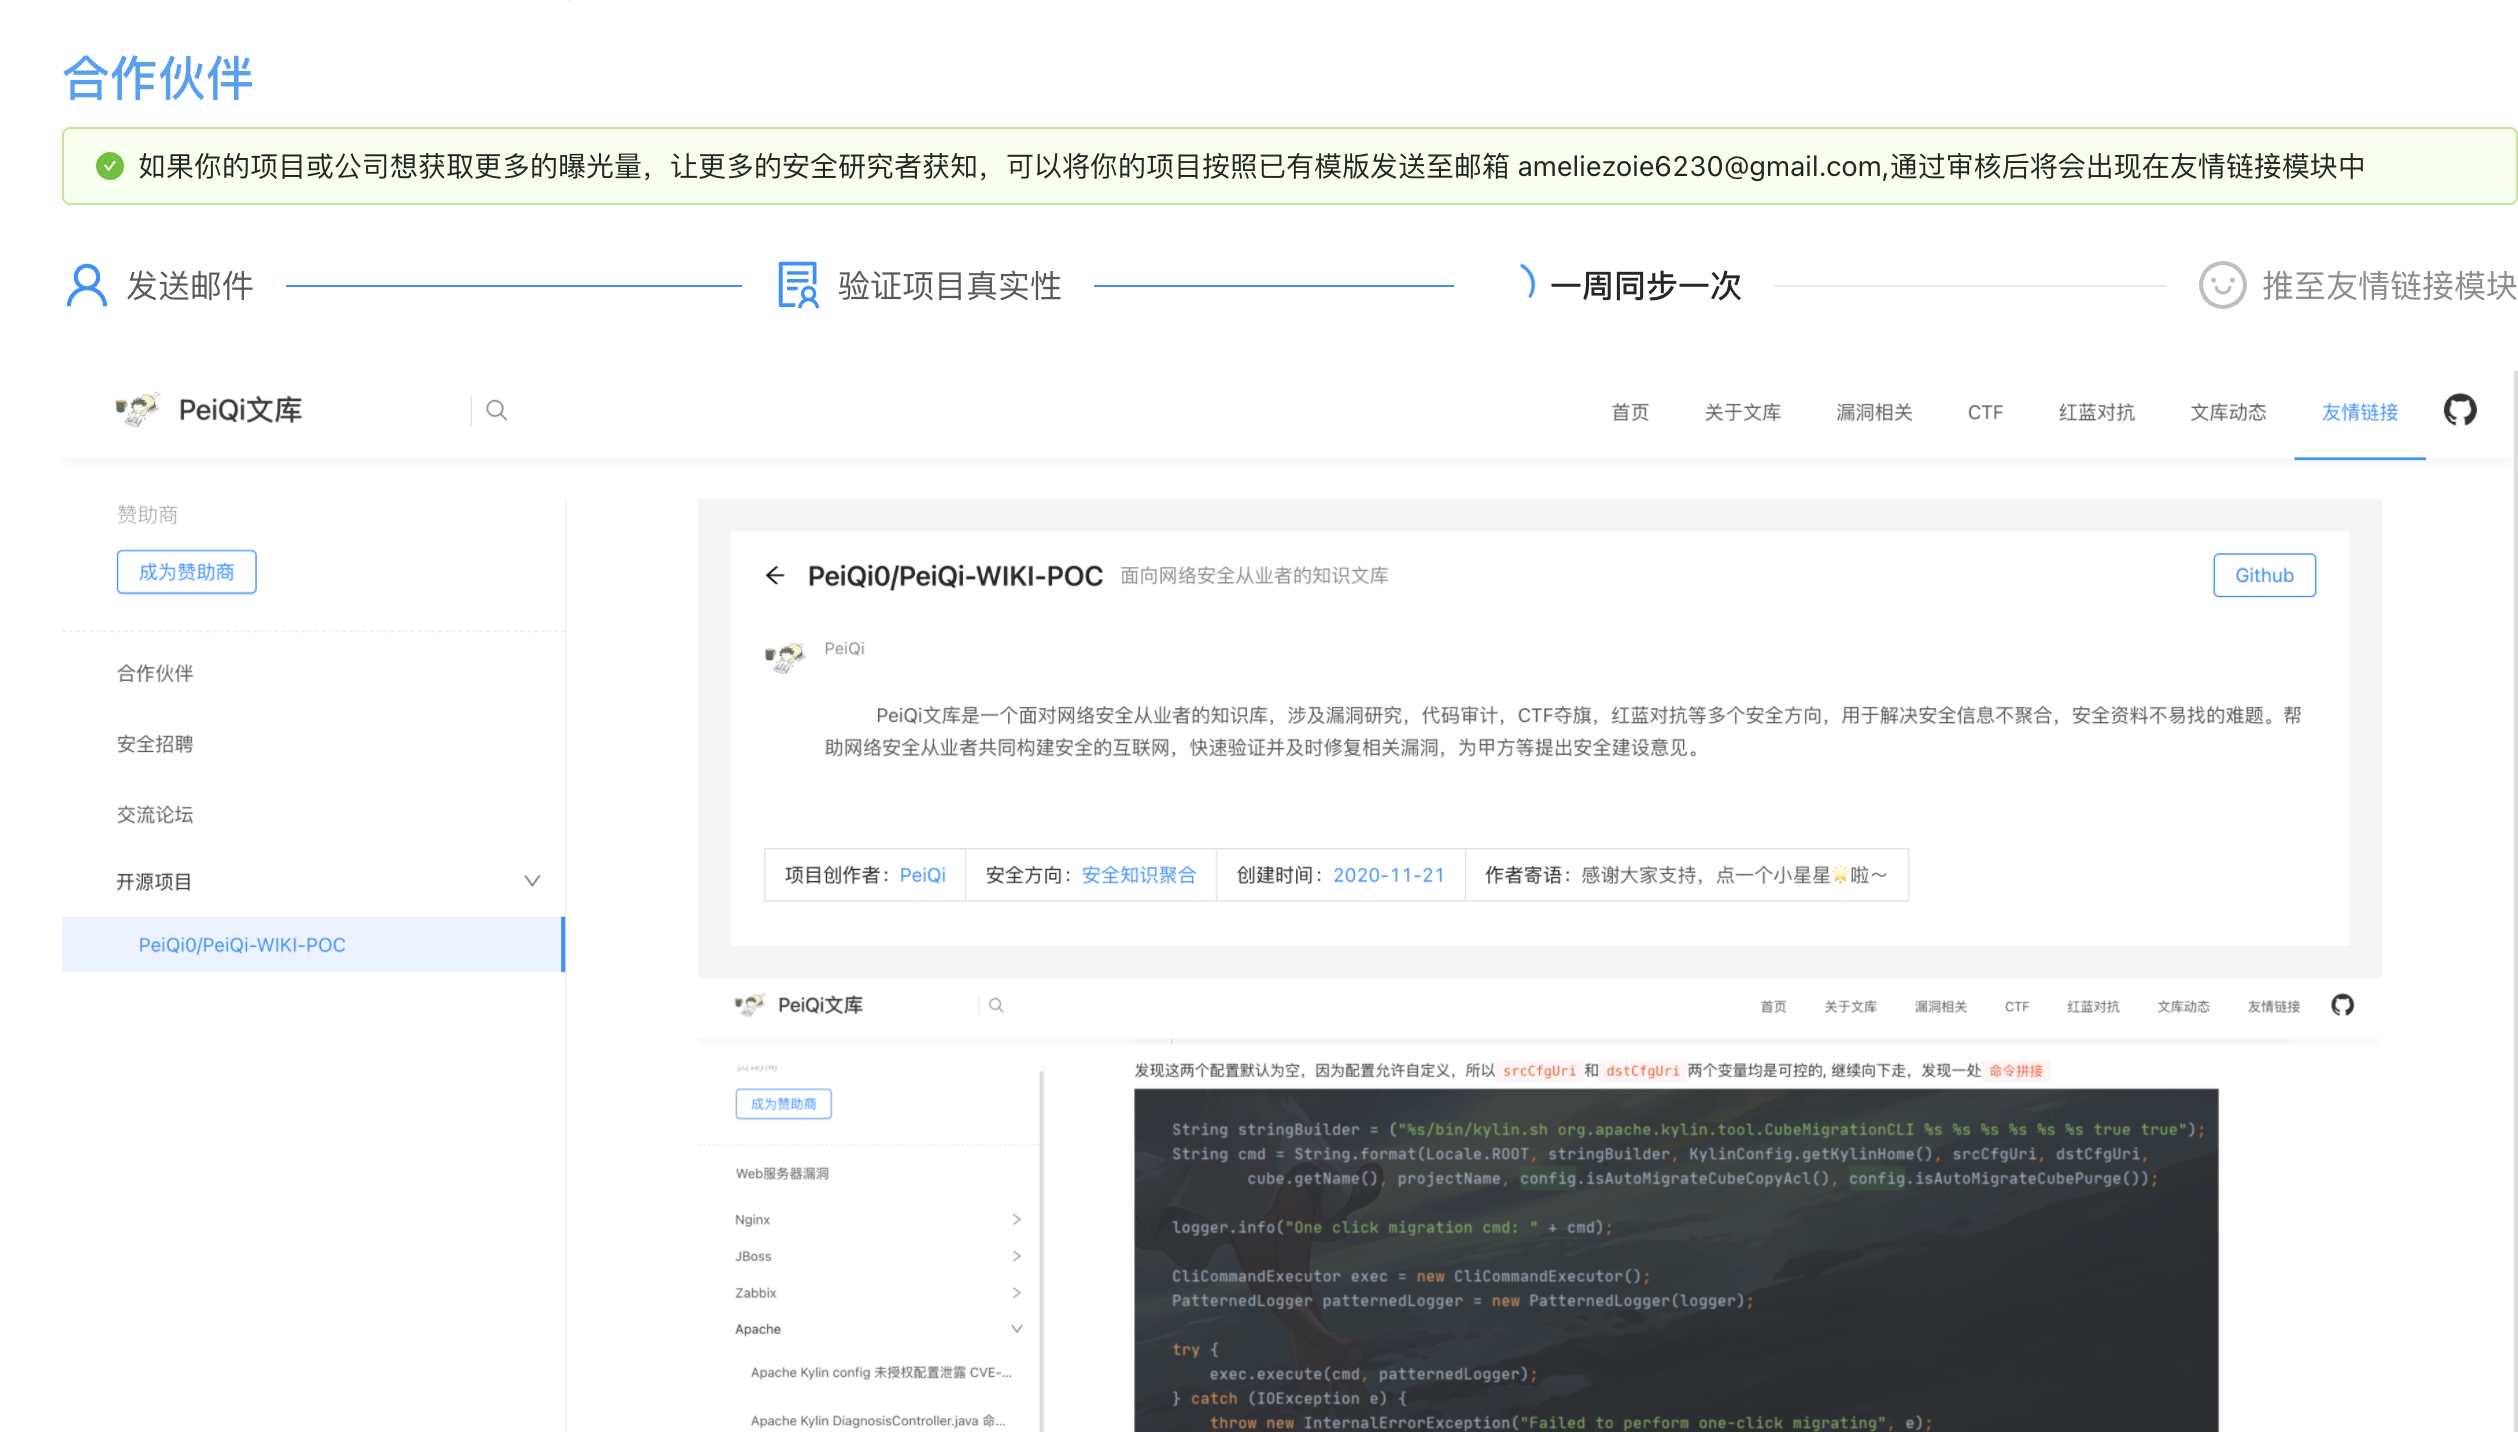 合作伙伴
如果你的项目或公司想获取更多的曝光量，让更多的安全研究者获知，可以将你的项目按照已有模版发送至邮箱 ameliezoie6230@gmail.com,通过审核后将会出现在友情链接模块中
发送邮件 验证项目真实性 一周同步一次 推至友情链接模块
PeiQi文库 首页 关于文库 漏洞相关 CTF 红蓝对抗 文库动态 友情链接
赞助商
成为赞助商
合作伙伴
安全招聘
交流论坛
开源项目
PeiQi0/PeiQi-WIKI-POC
PeiQi0/PeiQi-WIKI-POC 面向网络安全从业者的知识文库 Github
PeiQi
PeiQi文库是一个面对网络安全从业者的知识库，涉及漏洞研究，代码审计，CTF夺旗，红蓝对抗等多个安全方向，用于解决安全信息不聚合，安全资料不易找的难题。帮
助网络安全从业者共同构建安全的互联网，快速验证并及时修复相关漏洞，为甲方等提出安全建设意见。
项目创作者：PeiQi 安全方向：安全知识聚合 创建时间：2020-11-21 作者寄语：感谢大家支持，点一个小星星🌟啦～
PeiQi文库 首页 关于文库 漏洞相关 CTF 红蓝对抗 文库动态 友情链接
成为赞助商
Web服务器漏洞
Nginx
JBoss
Zabbix
Apache
Apache Kylin config 未授权配置泄露 CVE-...
Apache Kylin DiagnosisController.java 命...
发现这两个配置默认为空，因为配置允许自定义，所以 srcCfgUri 和 dstCfgUri 两个变量均是可控的, 继续向下走，发现一处 命令拼接
String stringBuilder = ("%s/bin/kylin.sh org.apache.kylin.tool.CubeMigrationCLI %s %s %s %s %s %s true true");
String cmd = String.format(Locale.ROOT, stringBuilder, KylinConfig.getKylinHome(), srcCfgUri, dstCfgUri,
cube.getName(), projectName, config.isAutoMigrateCubeCopyAcl(), config.isAutoMigrateCubePurge());
logger.info("One click migration cmd: " + cmd);
CliCommandExecutor exec = new CliCommandExecutor();
PatternedLogger patternedLogger = new PatternedLogger(logger);
try {
exec.execute(cmd, patternedLogger);
} catch (IOException e) {
throw new InternalErrorException("Failed to perform one-click migrating", e);